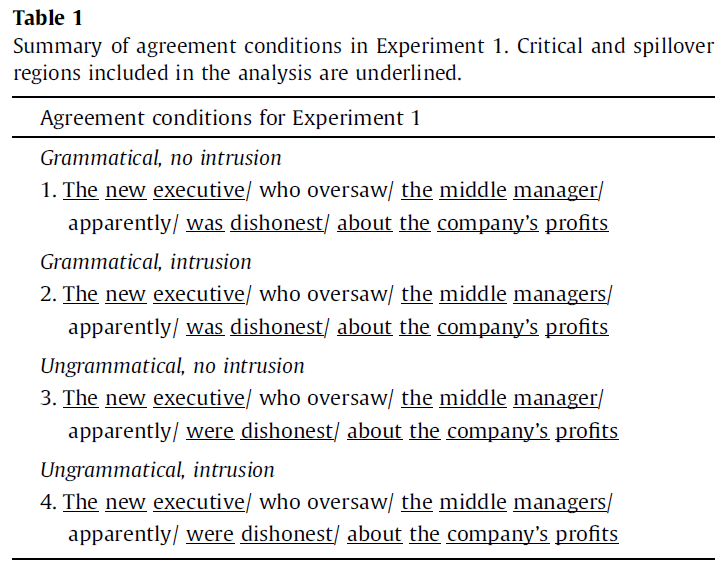 Table 1
Summary of agreement conditions in Experiment 1. Critical and spillover
regions included in the analysis are underlined.
Agreement conditions for Experiment 1
Grammatical, no intrusion
1. The new executive/ who oversaw/ the middle manager/
apparently/ was dishonest/ about the company's profits
Grammatical, intrusion
2. The new executive/ who oversaw/ the middle managers/
apparently/ was dishonest/ about the company's profits
Ungrammatical, no intrusion
3. The new executive/ who oversaw/ the middle manager/
apparently/ were dishonest/ about the company's profits
Ungrammatical, intrusion
4. The new executive/ who oversaw/ the middle managers/
apparently/ were dishonest/ about the company's profits